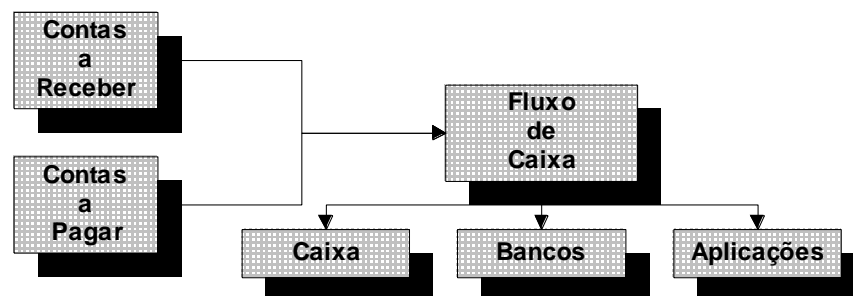 Contas
a
Receber
Fluxo
de
Caixa
Contas
a
Pagar
Caixa
Bancos
Aplicações